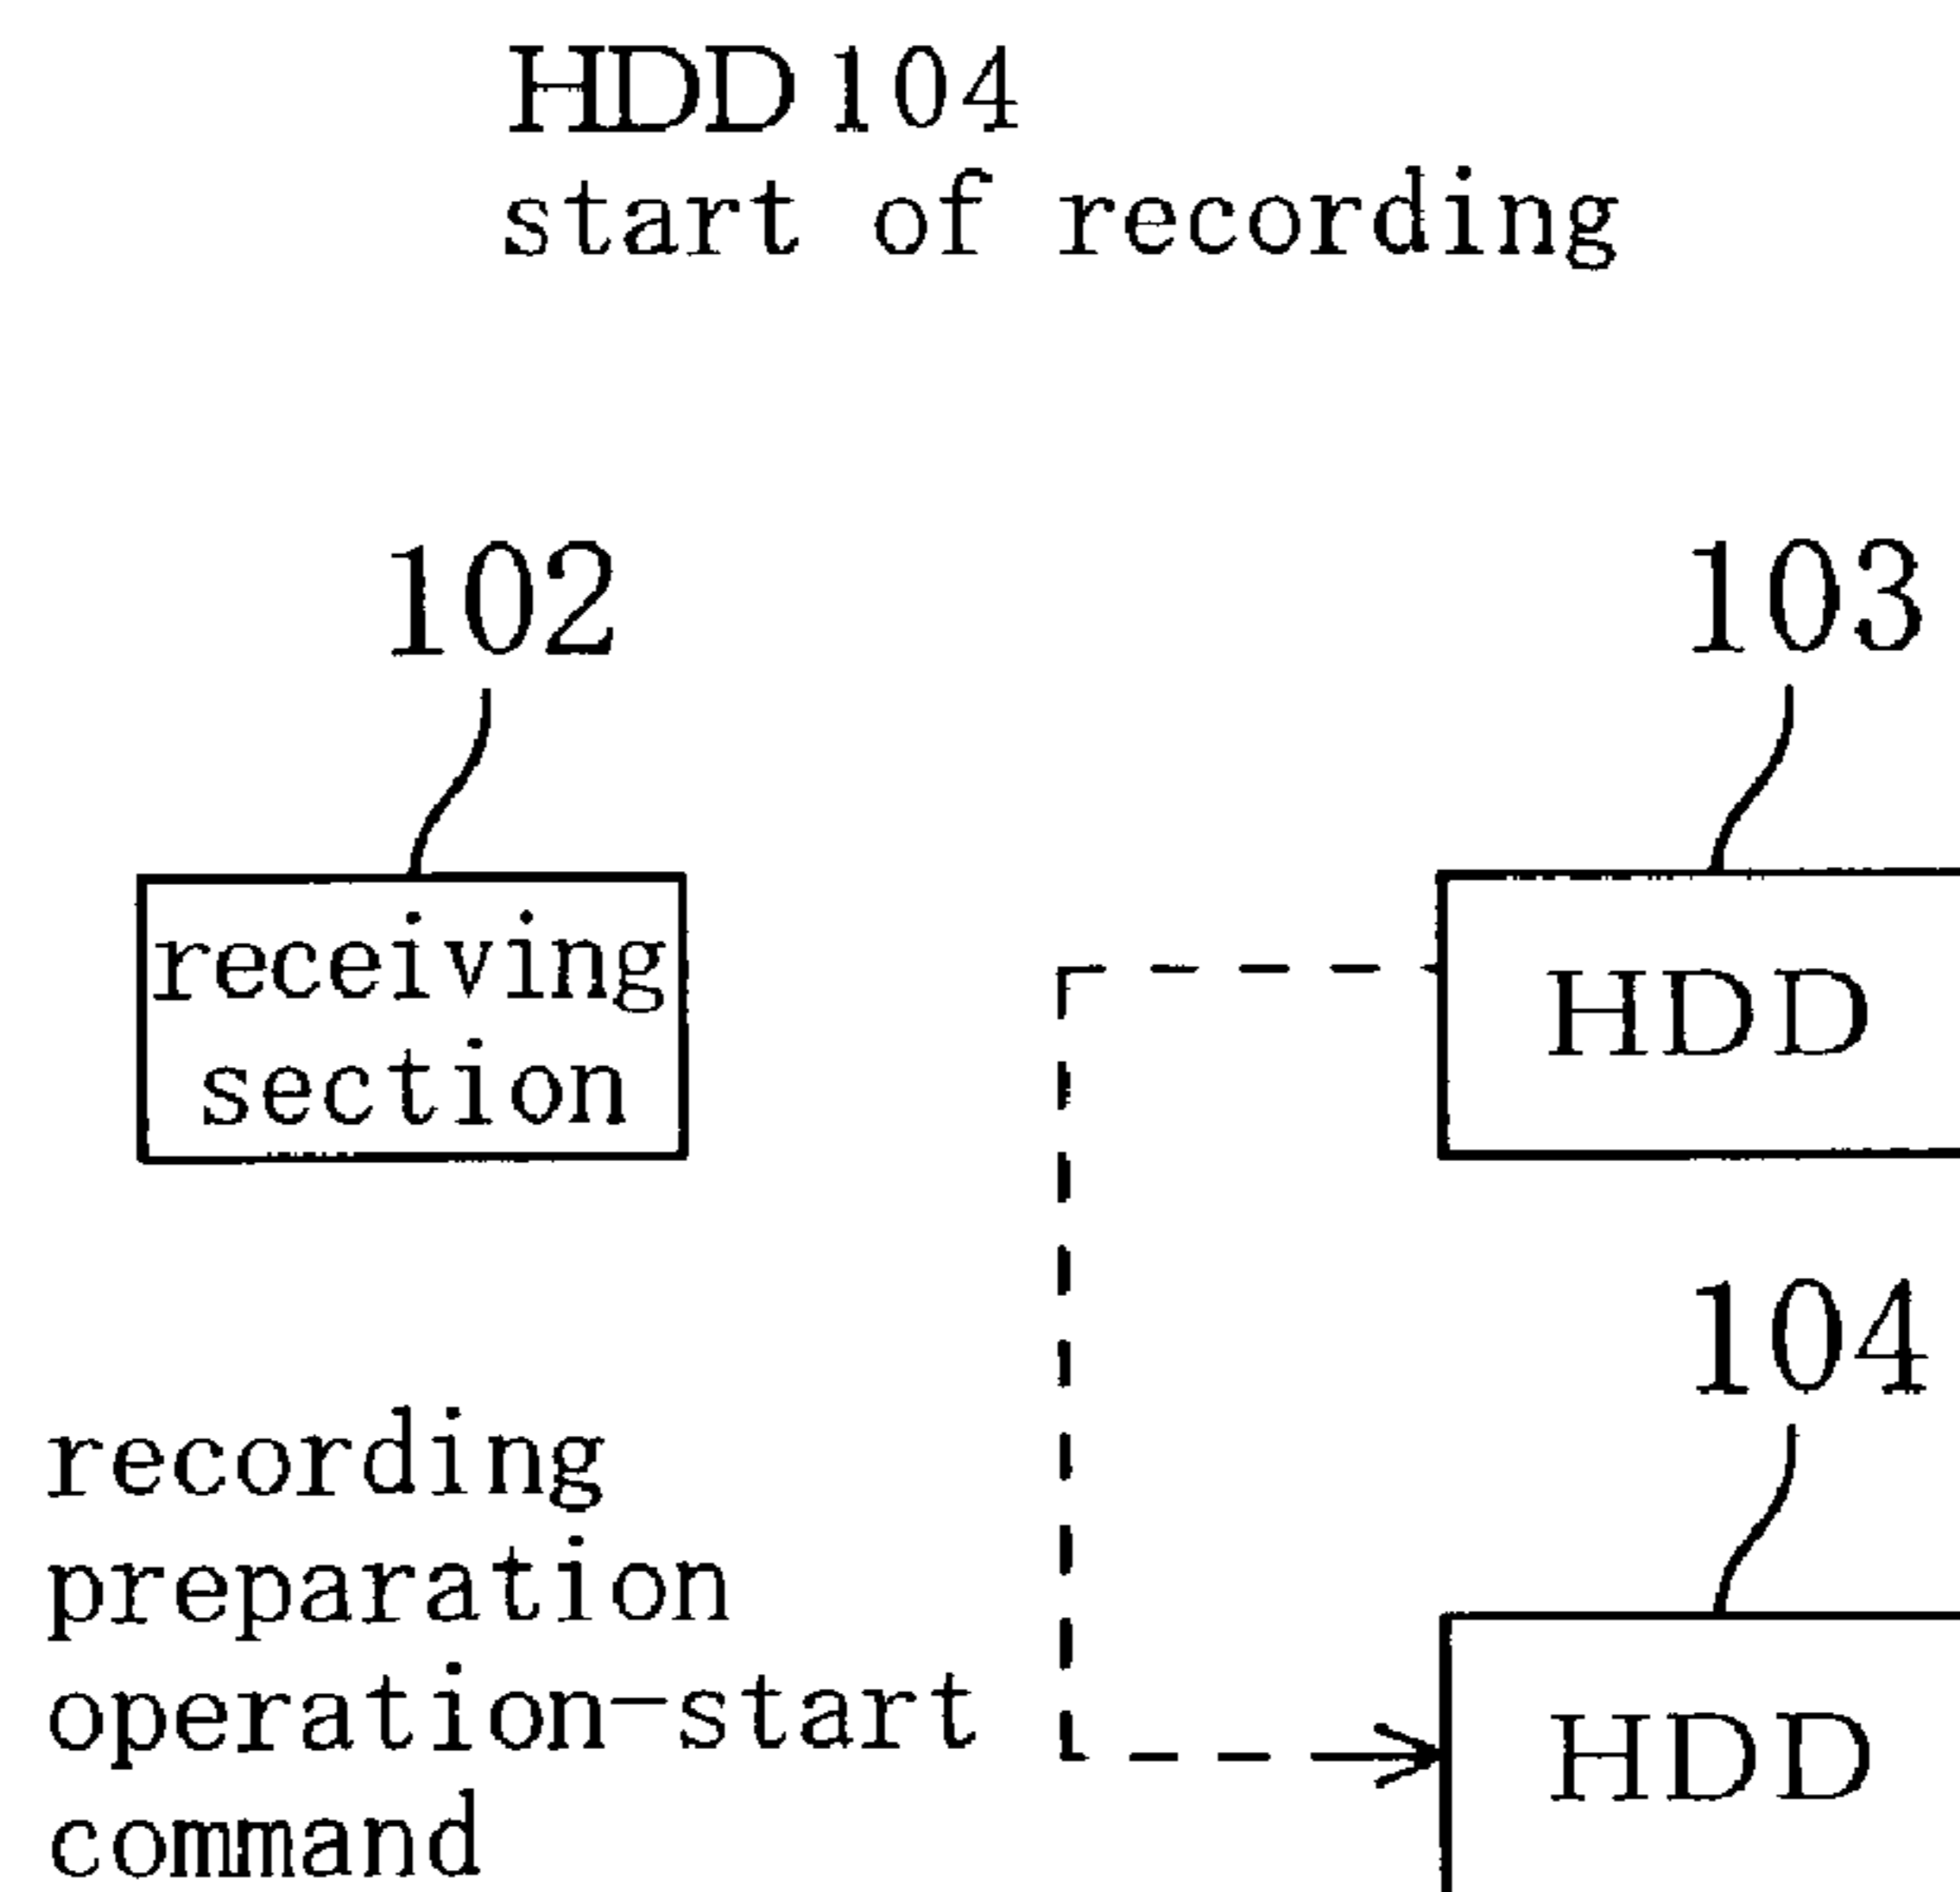 HDD 104
start of recording
102
103
receiving
section
HDD
104
recording
preparation
operation-start
command
HDD